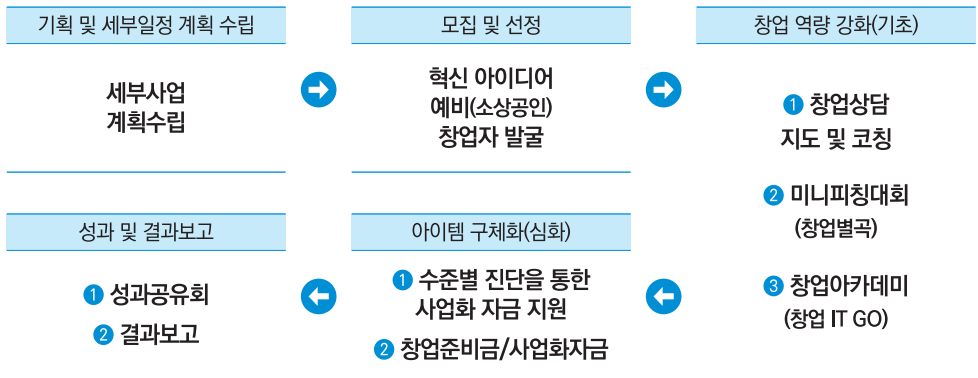 기획 및 세부일정 계획 수립
세부사업
계획수립
모집 및 선정
혁신 아이디어
예비(소상공인)
창업자 발굴
창업 역량 강화(기초)
1 창업상담
지도 및 코칭
2 미니피칭대회
(창업별곡)
3 창업아카데미
(창업 IT GO)
아이템 구체화(심화)
1 수준별 진단을 통한
사업화 자금 지원
2 창업준비금/사업화자금
성과 및 결과보고
1 성과공유회
2 결과보고